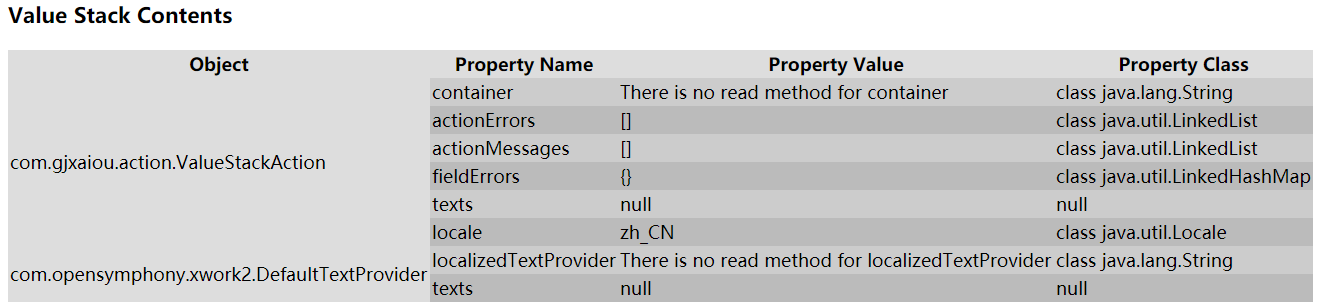 Value Stack Contents
Object Property Name Property Value Property Class
com.gjxaiou.action.ValueStackAction container There is no read method for container class java.lang.String
actionErrors [] class java.util.LinkedList
actionMessages [] class java.util.LinkedList
fieldErrors {} class java.util.LinkedHashMap
texts null null
locale zh_CN class java.util.Locale
com.opensymphony.xwork2.DefaultTextProvider localizedTextProvider There is no read method for localizedTextProvider class java.lang.String
texts null null